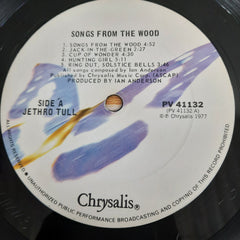 SONGS FROM THE WOOD
1. SONGS FROM THE WOOD 4:52
2. JACK IN THE GREEN 2:27
3. CUP OF WONDER 4:30
4. HUNTING GIRL 5:11
5. RING OUT, SOLSTICE BELLS 3:46
All songs composed by Ian Anderson
Published by Chrysalis Music Corp. (ASCAP)
PRODUCED BY IAN ANDERSON
SIDE A
JETHRO TULL
PV 41132
(PV 41132 A)
© ℗ Chrysalis 1977
Chrysalis®
ALL RIGHTS RESERVED UNAUTHORIZED PUBLIC PERFORMANCE BROADCASTING AND COPYING OF THIS